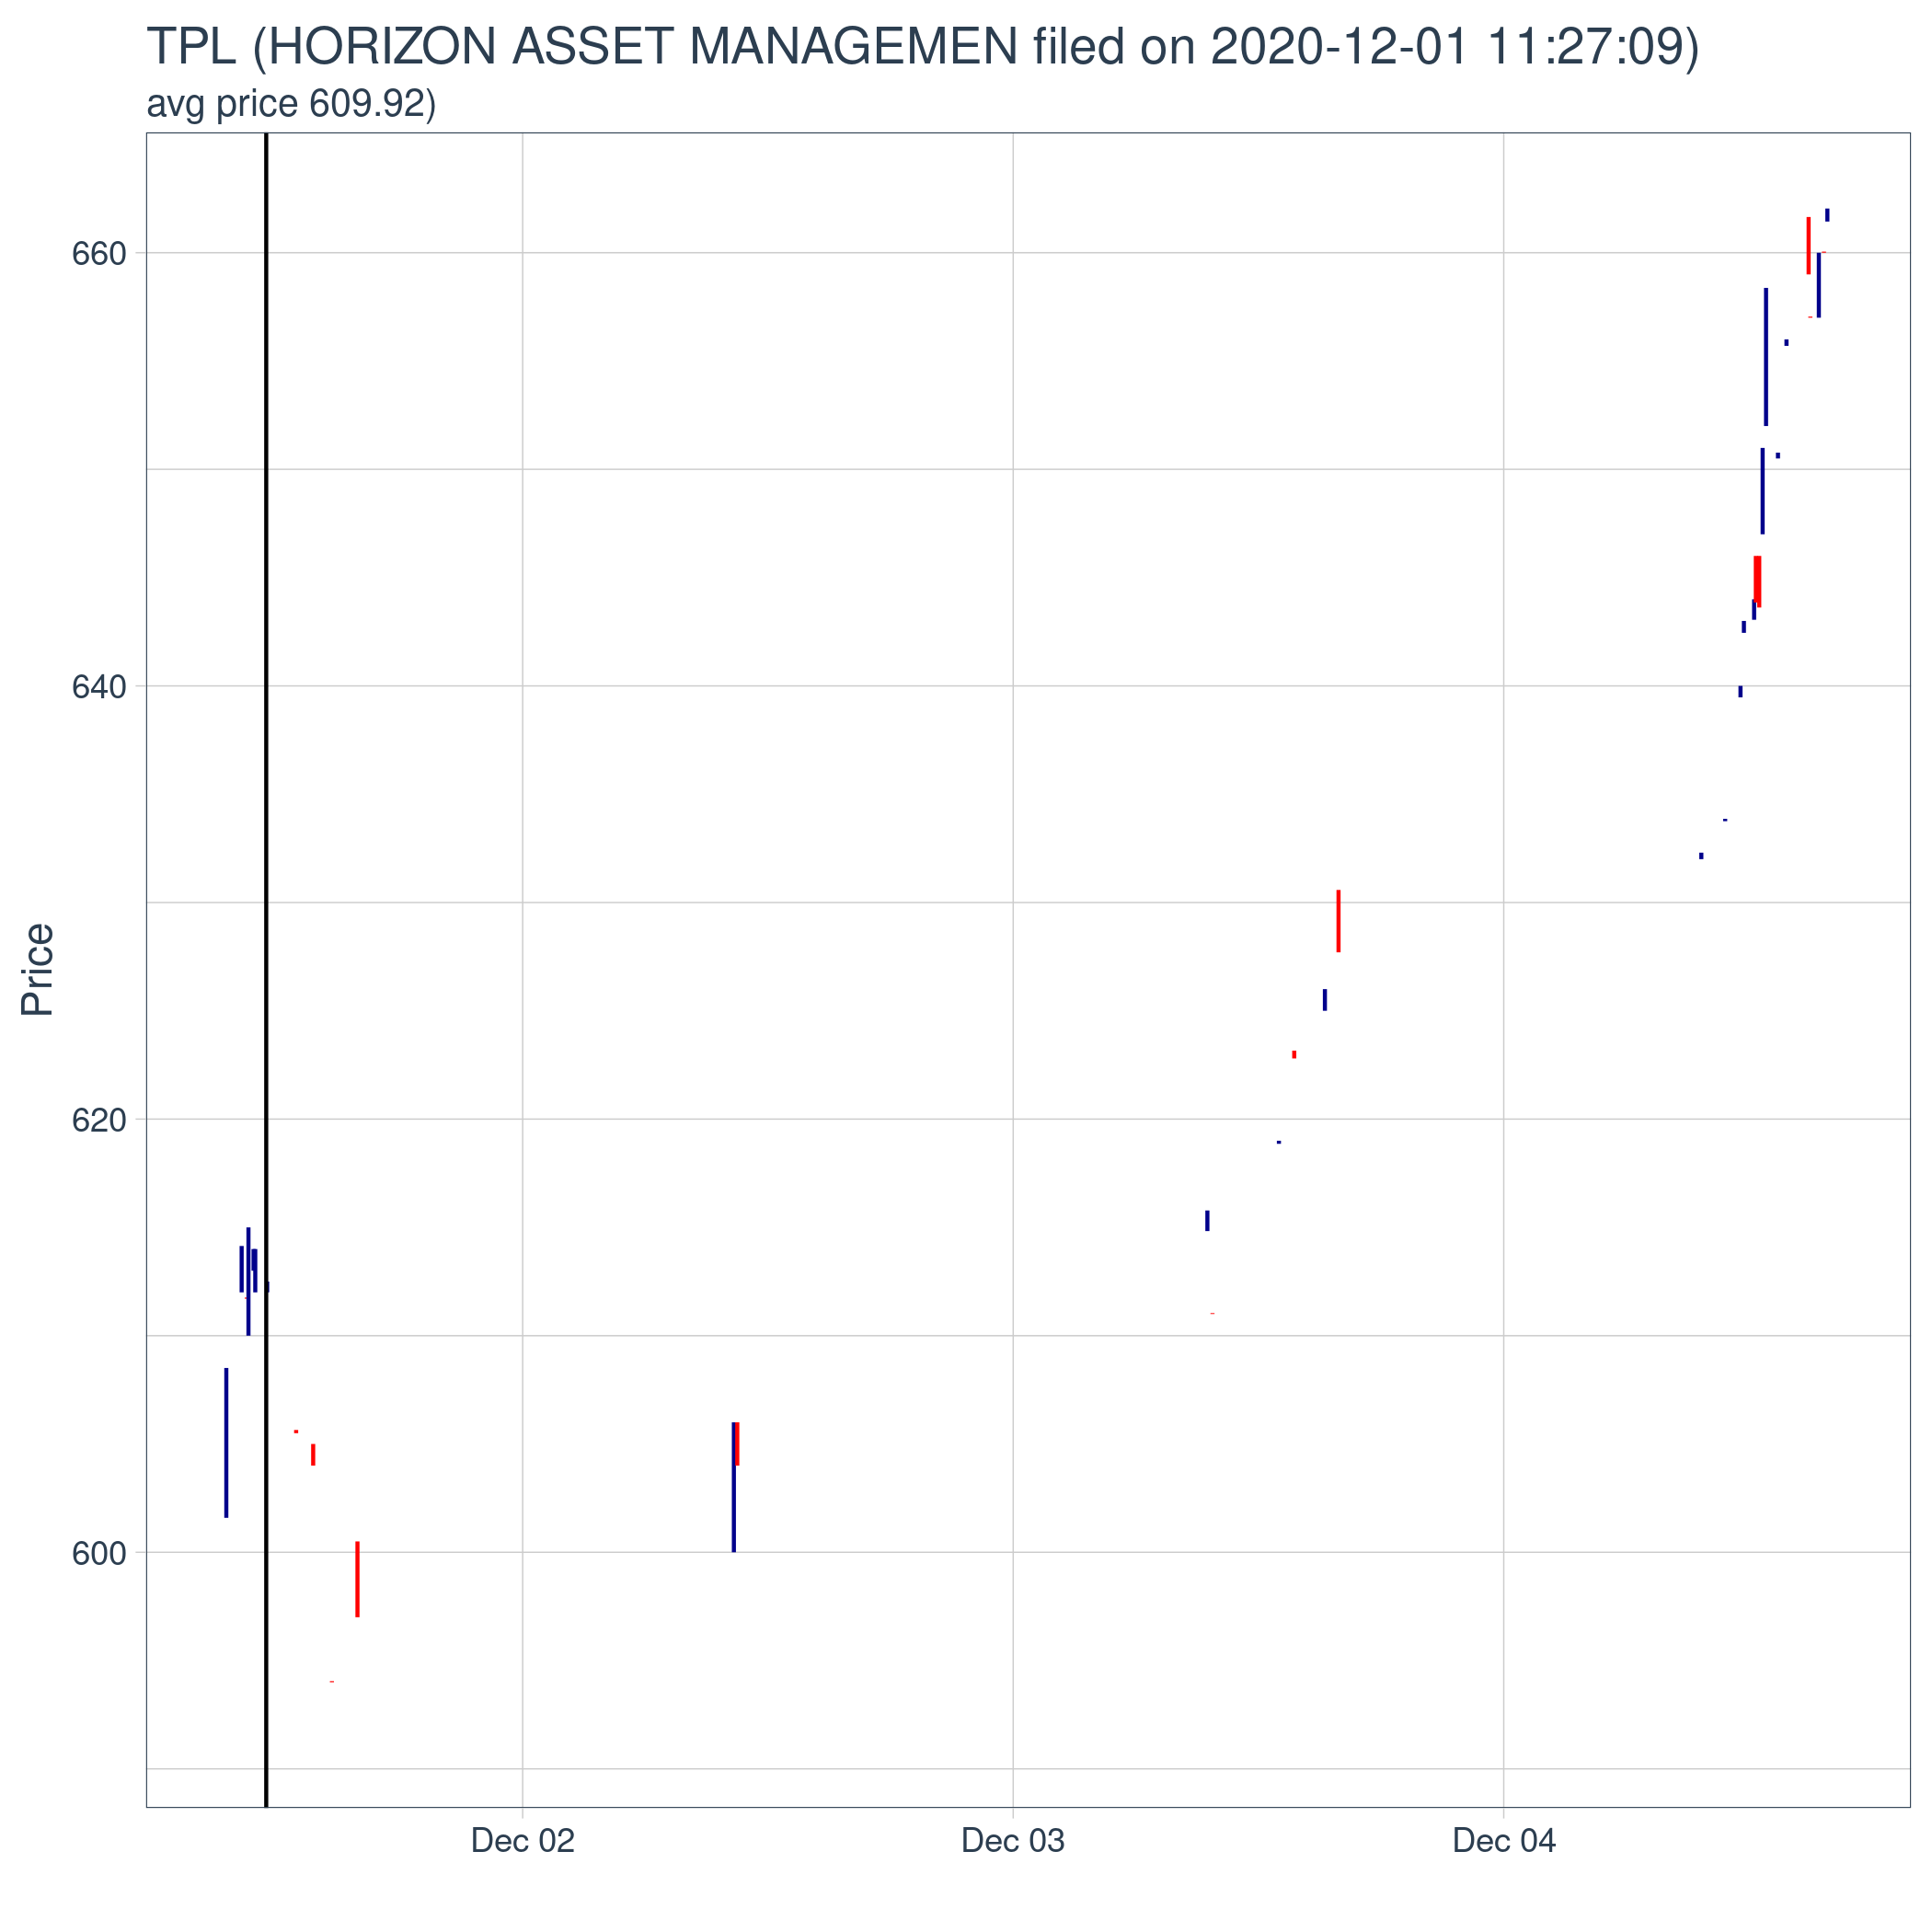 TPL (HORIZON ASSET MANAGEMEN filed on 2020-12-01 11:27:09)
avg price 609.92)
660
640
620
600
Price
Dec 02
Dec 03
Dec 04